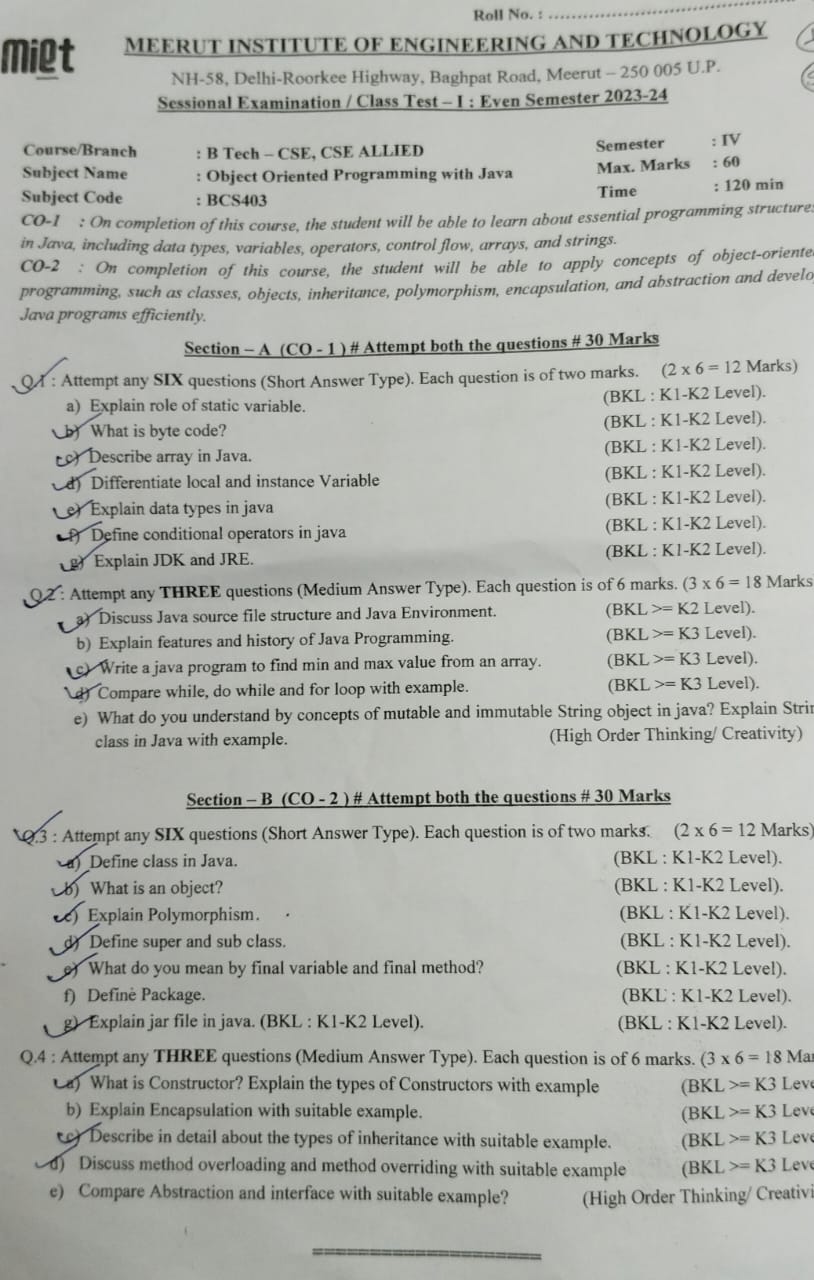 Roll No. : ..............................
miet
MEERUT INSTITUTE OF ENGINEERING AND TECHNOLOGY
NH-58, Delhi-Roorkee Highway, Baghpat Road, Meerut – 250 005 U.P.
Sessional Examination / Class Test – I : Even Semester 2023-24
Course/Branch : B Tech – CSE, CSE ALLIED Semester : IV
Subject Name : Object Oriented Programming with Java Max. Marks : 60
Subject Code : BCS403 Time : 120 min
CO-1 : On completion of this course, the student will be able to learn about essential programming structures
in Java, including data types, variables, operators, control flow, arrays, and strings.
CO-2 : On completion of this course, the student will be able to apply concepts of object-oriente
programming, such as classes, objects, inheritance, polymorphism, encapsulation, and abstraction and develo
Java programs efficiently.
Section – A (CO - 1 ) # Attempt both the questions # 30 Marks
Q.1 : Attempt any SIX questions (Short Answer Type). Each question is of two marks. (2 x 6 = 12 Marks)
a) Explain role of static variable. (BKL : K1-K2 Level).
b) What is byte code? (BKL : K1-K2 Level).
c) Describe array in Java. (BKL : K1-K2 Level).
d) Differentiate local and instance Variable (BKL : K1-K2 Level).
e) Explain data types in java (BKL : K1-K2 Level).
f) Define conditional operators in java (BKL : K1-K2 Level).
g) Explain JDK and JRE. (BKL : K1-K2 Level).
Q.2 : Attempt any THREE questions (Medium Answer Type). Each question is of 6 marks. (3 x 6 = 18 Marks
a) Discuss Java source file structure and Java Environment. (BKL >= K2 Level).
b) Explain features and history of Java Programming. (BKL >= K3 Level).
c) Write a java program to find min and max value from an array. (BKL >= K3 Level).
d) Compare while, do while and for loop with example. (BKL >= K3 Level).
e) What do you understand by concepts of mutable and immutable String object in java? Explain Strin
class in Java with example. (High Order Thinking/ Creativity)
Section – B (CO - 2 ) # Attempt both the questions # 30 Marks
Q.3 : Attempt any SIX questions (Short Answer Type). Each question is of two marks. (2 x 6 = 12 Marks)
a) Define class in Java. (BKL : K1-K2 Level).
b) What is an object? (BKL : K1-K2 Level).
c) Explain Polymorphism. (BKL : K1-K2 Level).
d) Define super and sub class. (BKL : K1-K2 Level).
e) What do you mean by final variable and final method? (BKL : K1-K2 Level).
f) Define Package. (BKL : K1-K2 Level).
g) Explain jar file in java. (BKL : K1-K2 Level). (BKL : K1-K2 Level).
Q.4 : Attempt any THREE questions (Medium Answer Type). Each question is of 6 marks. (3 x 6 = 18 Mar
a) What is Constructor? Explain the types of Constructors with example (BKL >= K3 Leve
b) Explain Encapsulation with suitable example. (BKL >= K3 Leve
c) Describe in detail about the types of inheritance with suitable example. (BKL >= K3 Leve
d) Discuss method overloading and method overriding with suitable example (BKL >= K3 Leve
e) Compare Abstraction and interface with suitable example? (High Order Thinking/ Creativi
==========================